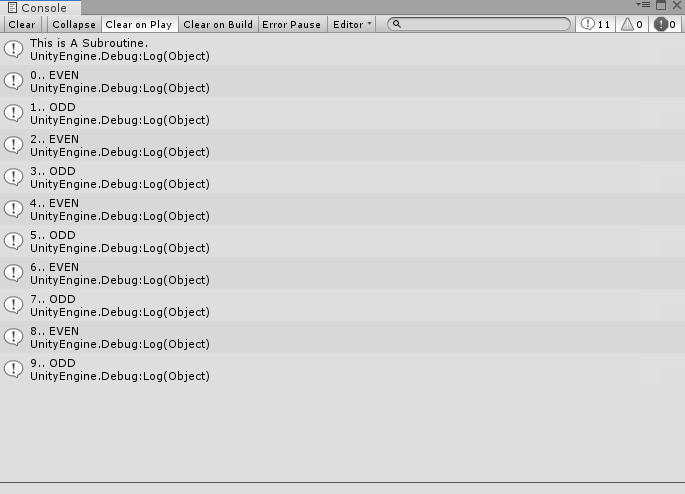 Console
Clear Collapse Clear on Play Clear on Build Error Pause Editor 11 0 0
This is A Subroutine.
UnityEngine.Debug:Log(Object)
0.. EVEN
UnityEngine.Debug:Log(Object)
1.. ODD
UnityEngine.Debug:Log(Object)
2.. EVEN
UnityEngine.Debug:Log(Object)
3.. ODD
UnityEngine.Debug:Log(Object)
4.. EVEN
UnityEngine.Debug:Log(Object)
5.. ODD
UnityEngine.Debug:Log(Object)
6.. EVEN
UnityEngine.Debug:Log(Object)
7.. ODD
UnityEngine.Debug:Log(Object)
8.. EVEN
UnityEngine.Debug:Log(Object)
9.. ODD
UnityEngine.Debug:Log(Object)